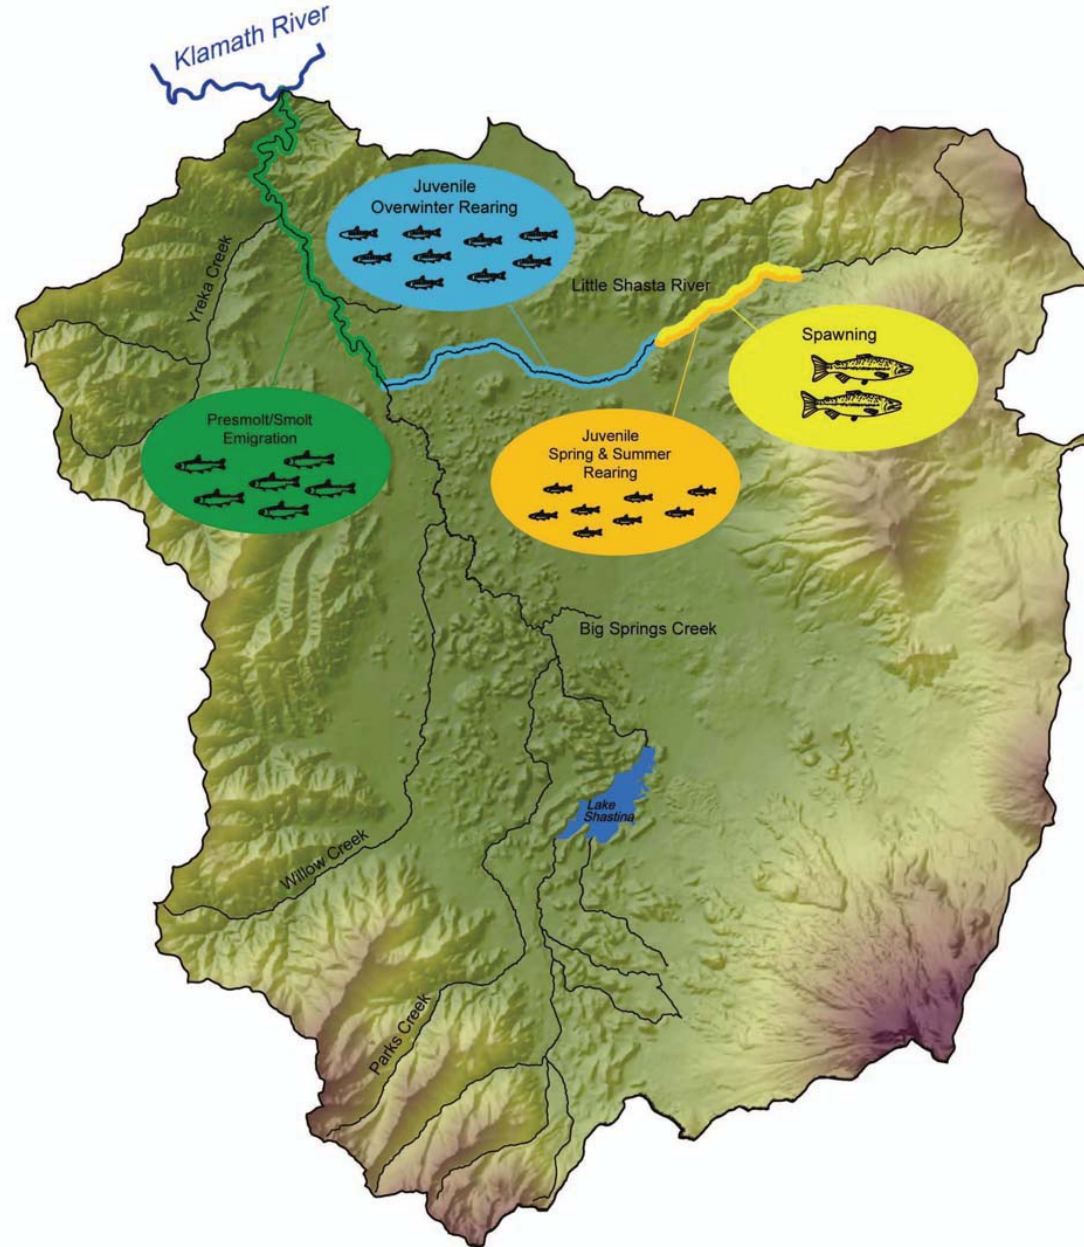 Klamath River
Juvenile
Overwinter Rearing
Yreka Creek
Little Shasta River
Spawning
Presmolt/Smolt
Emigration
Juvenile
Spring & Summer
Rearing
Big Springs Creek
Lake
Shastina
Willow Creek
Parks Creek